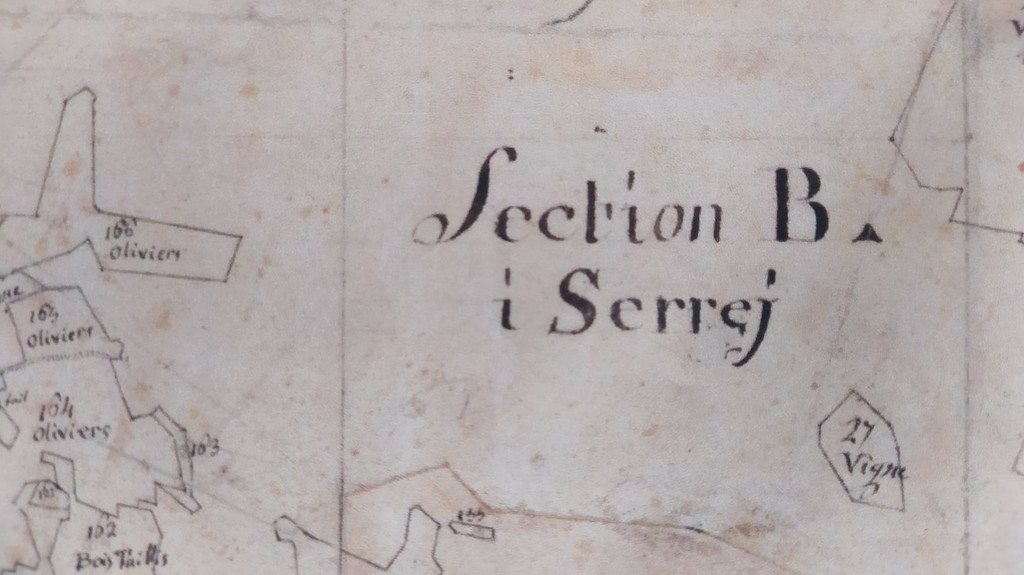 Section B
i Serrej
166
Oliviers
165
Oliviers
164
Oliviers
163
162
Bois Taillis
27
Vigne